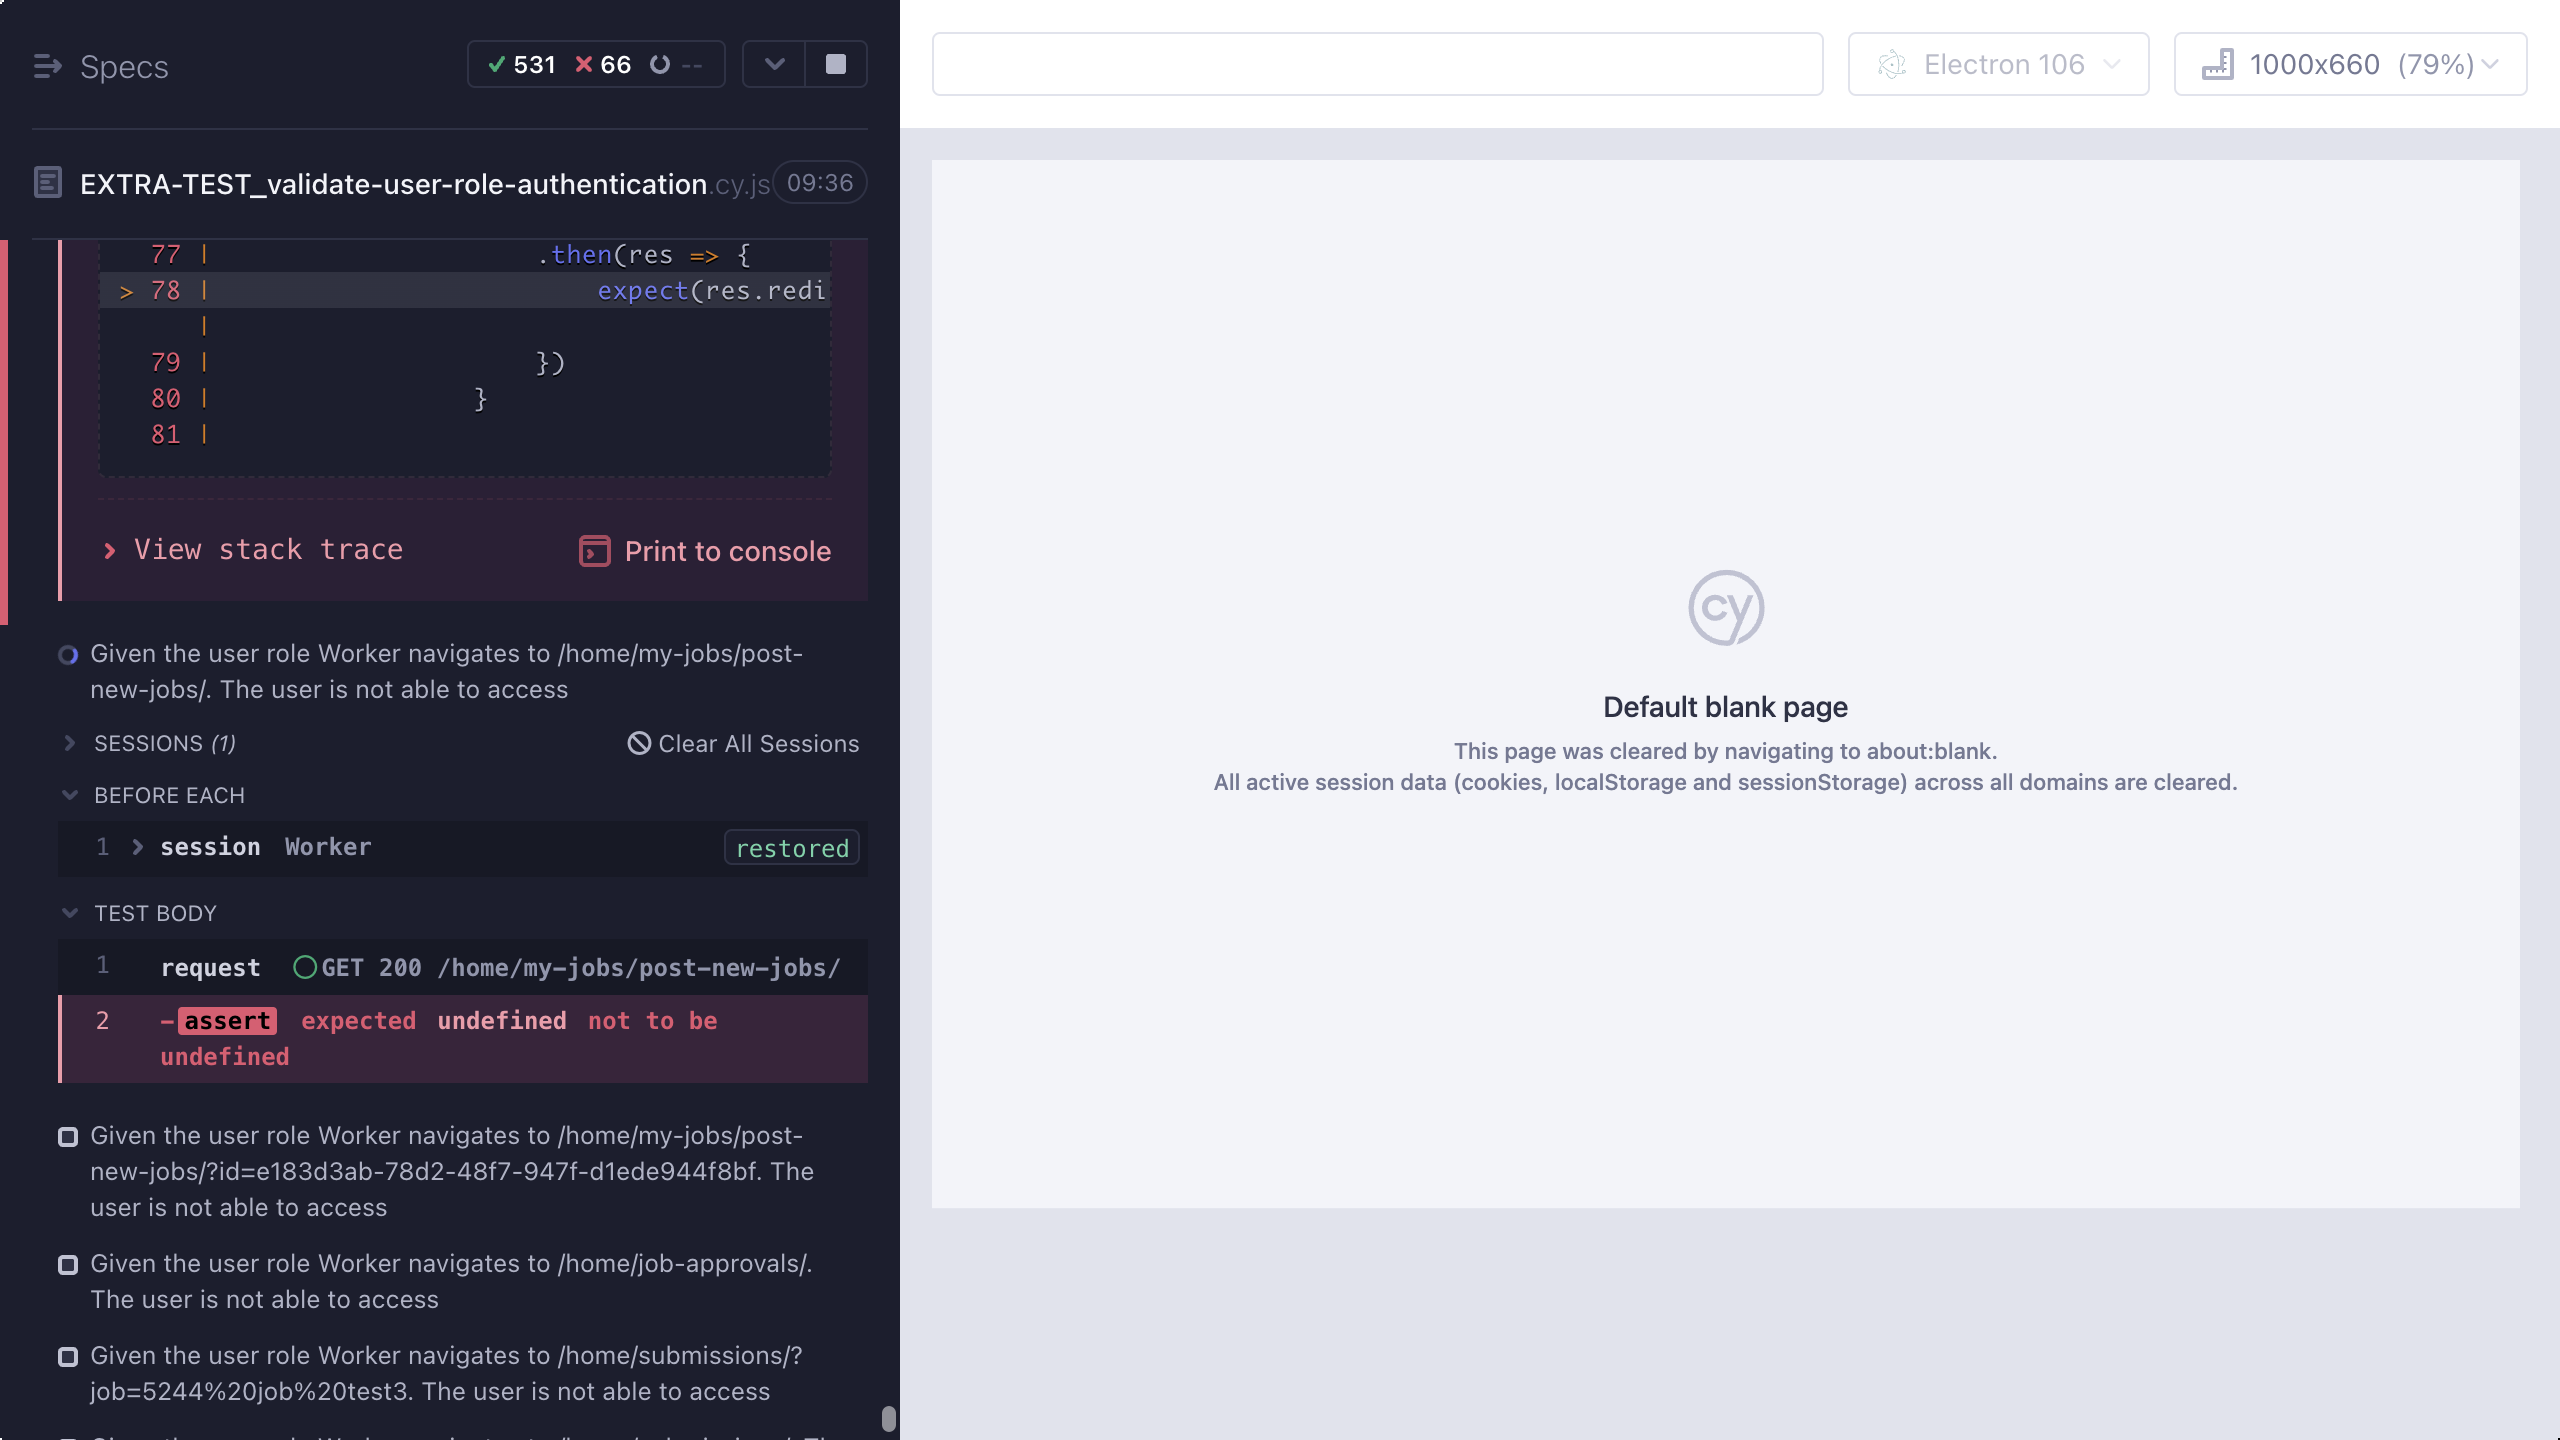 Specs
531 66 --
EXTRA-TEST_validate-user-role-authentication.cy.js 09:36
77 | .then(res => {
> 78 | expect(res.redi
|
79 | })
80 | }
81 |
View stack trace
Print to console
Given the user role Worker navigates to /home/my-jobs/post-
new-jobs/. The user is not able to access
SESSIONS (1)
Clear All Sessions
BEFORE EACH
1 session Worker restored
TEST BODY
1 request GET 200 /home/my-jobs/post-new-jobs/
2 -assert expected undefined not to be
undefined
Given the user role Worker navigates to /home/my-jobs/post-
new-jobs/?id=e183d3ab-78d2-48f7-947f-d1ede944f8bf. The
user is not able to access
Given the user role Worker navigates to /home/job-approvals/.
The user is not able to access
Given the user role Worker navigates to /home/submissions/?
job=5244%20job%20test3. The user is not able to access
Electron 106
1000x660 (79%)
cy
Default blank page
This page was cleared by navigating to about:blank.
All active session data (cookies, localStorage and sessionStorage) across all domains are cleared.